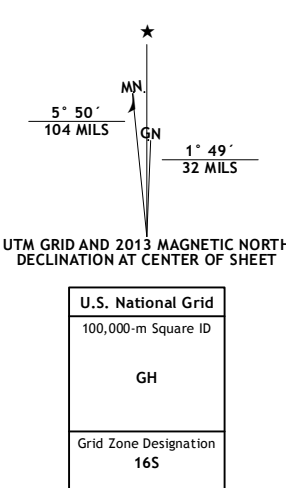 ★
MN.
5° 50´
104 MILS
GN
1° 49´
32 MILS
UTM GRID AND 2013 MAGNETIC NORTH
DECLINATION AT CENTER OF SHEET
U.S. National Grid
100,000-m Square ID
GH
Grid Zone Designation
16S